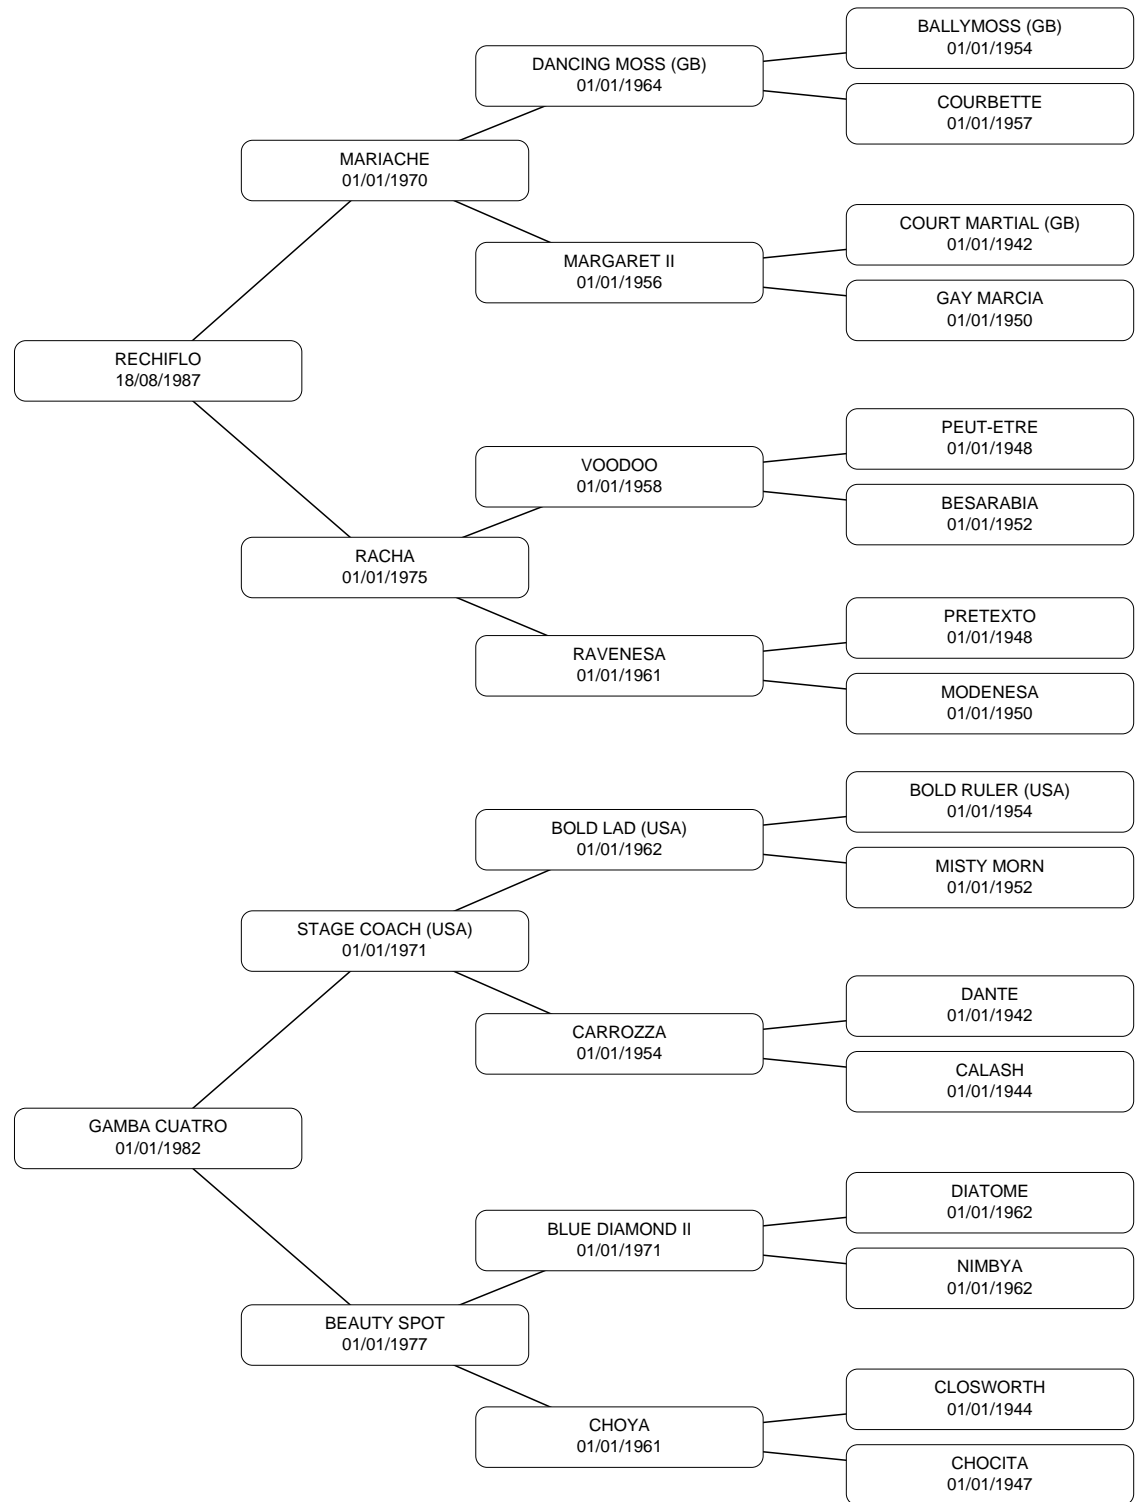 BALLYMOSS (GB)
01/01/1954
DANCING MOSS (GB)
01/01/1964
COURBETTE
01/01/1957
MARIACHE
01/01/1970
COURT MARTIAL (GB)
01/01/1942
MARGARET II
01/01/1956
GAY MARCIA
01/01/1950
RECHIFLO
18/08/1987
PEUT-ETRE
01/01/1948
VOODOO
01/01/1958
BESARABIA
01/01/1952
RACHA
01/01/1975
PRETEXTO
01/01/1948
RAVENESA
01/01/1961
MODENESA
01/01/1950
BOLD RULER (USA)
01/01/1954
BOLD LAD (USA)
01/01/1962
MISTY MORN
01/01/1952
STAGE COACH (USA)
01/01/1971
DANTE
01/01/1942
CARROZZA
01/01/1954
CALASH
01/01/1944
GAMBA CUATRO
01/01/1982
DIATOME
01/01/1962
BLUE DIAMOND II
01/01/1971
NIMBYA
01/01/1962
BEAUTY SPOT
01/01/1977
CLOSWORTH
01/01/1944
CHOYA
01/01/1961
CHOCITA
01/01/1947